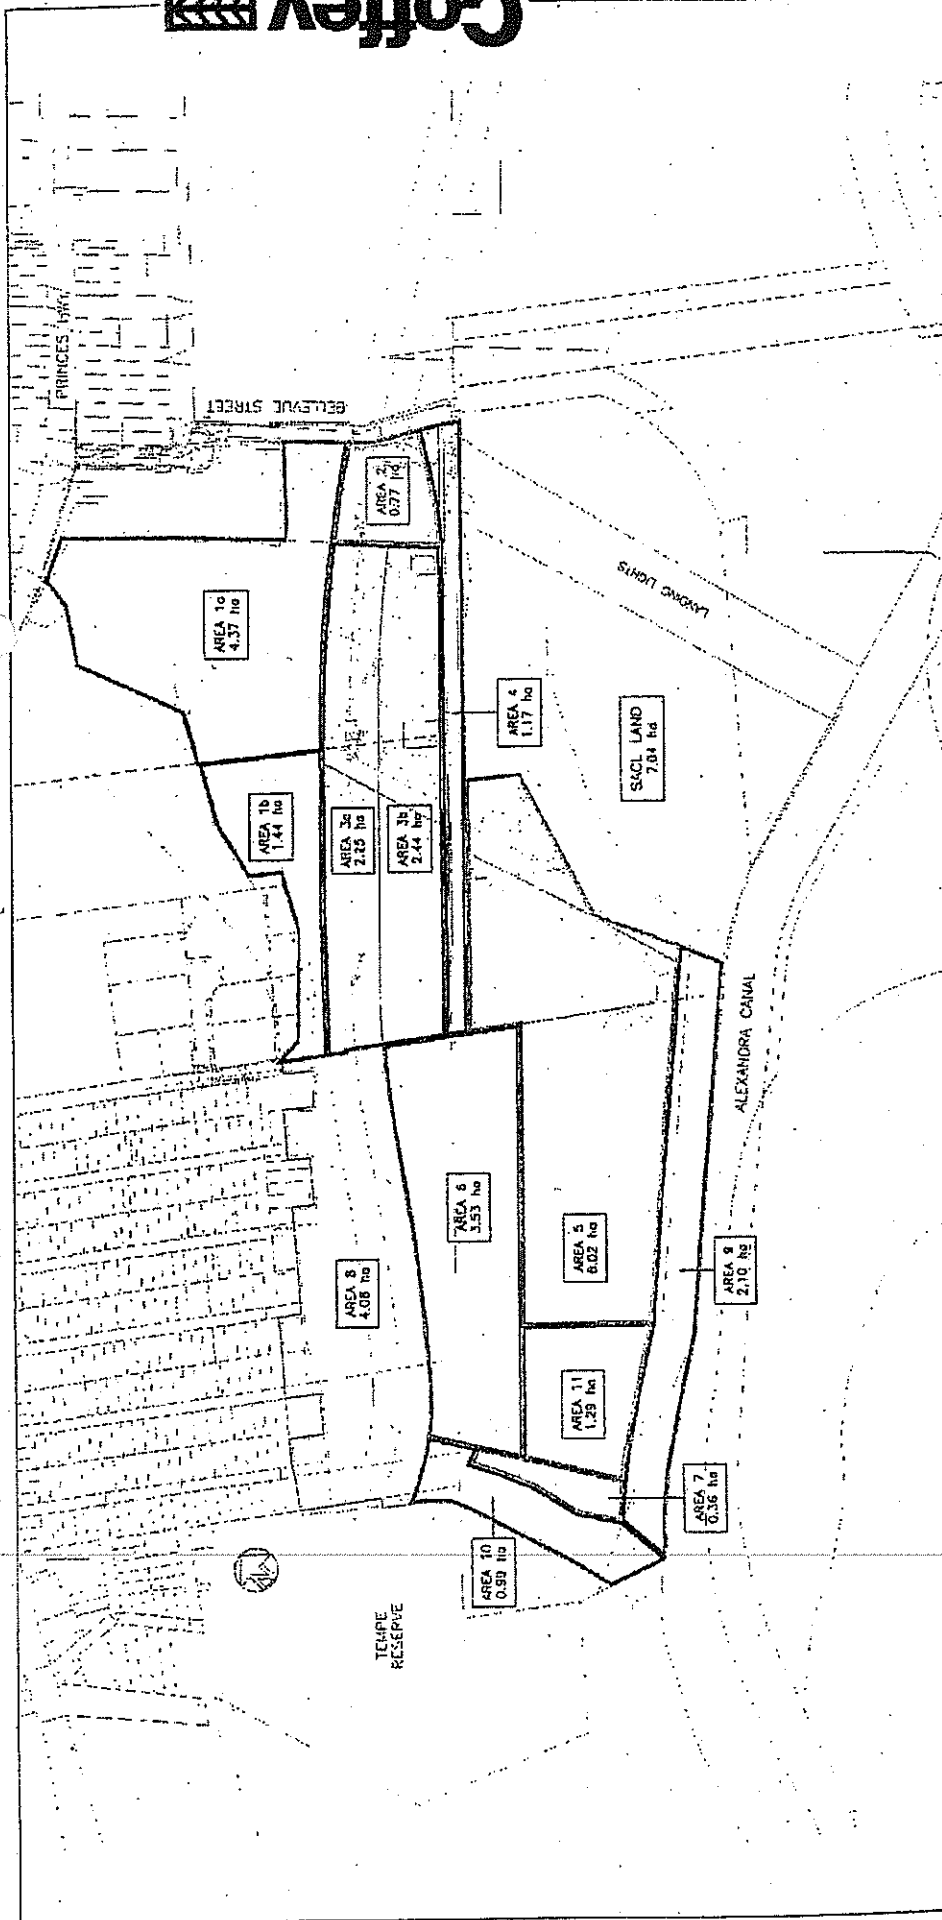 Coffey
PRINCES HWY
BELLEVUE STREET
AREA 2
0.77 ha
AREA 1a
4.37 ha
LANDING LIGHTS
AREA 4
1.17 ha
SACL LAND
7.04 ha
AREA 1b
1.44 ha
AREA 3a
2.25 ha
AREA 3b
2.44 ha
ALEXANDRA CANAL
AREA 6
3.53 ha
AREA 5
6.02 ha
AREA 8
4.08 ha
AREA 9
2.10 ha
AREA 11
1.29 ha
AREA 7
0.36 ha
AREA 10
0.99 ha
TEMPE
RESERVE